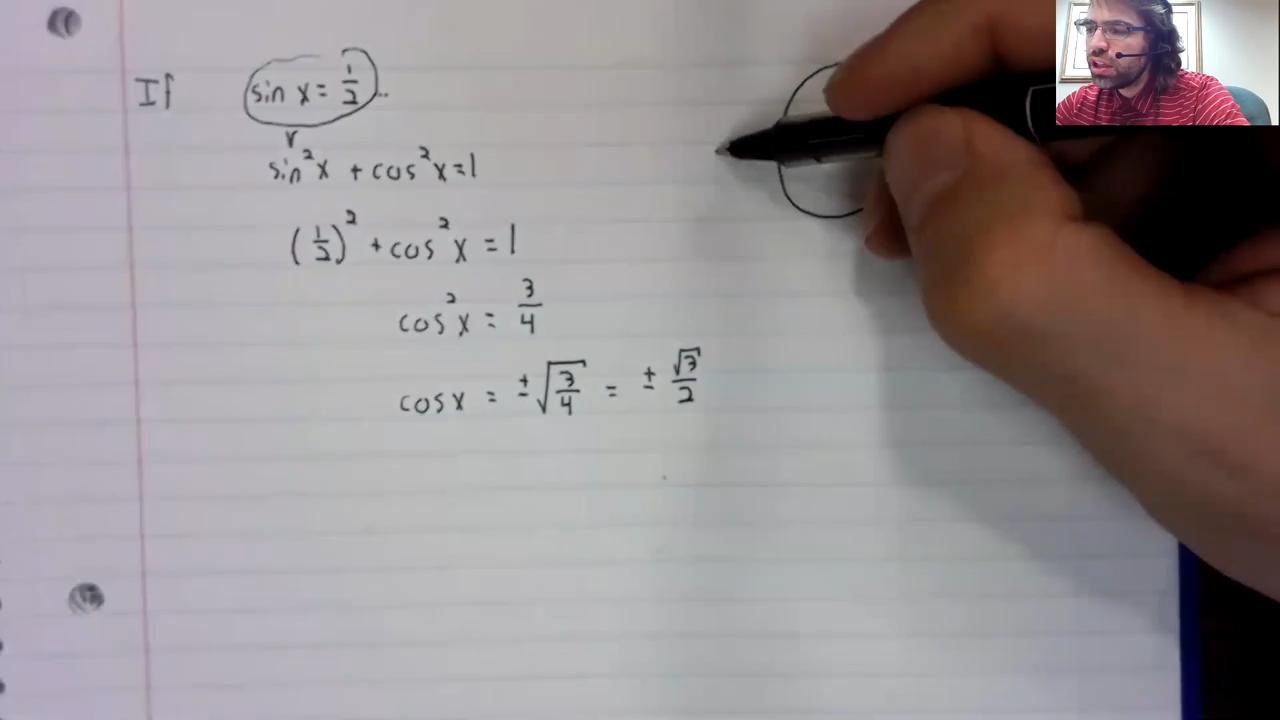 If sin x = 1/2 ..
sin²x + cos²x = 1
(1/2)² + cos²x = 1
cos²x = 3/4
cos x = ±√(3/4) = ± √3/2